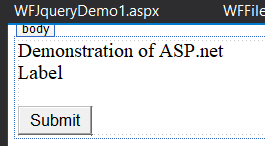 WFJqueryDemo1.aspx WFFile
body
Demonstration of ASP.net
Label
Submit